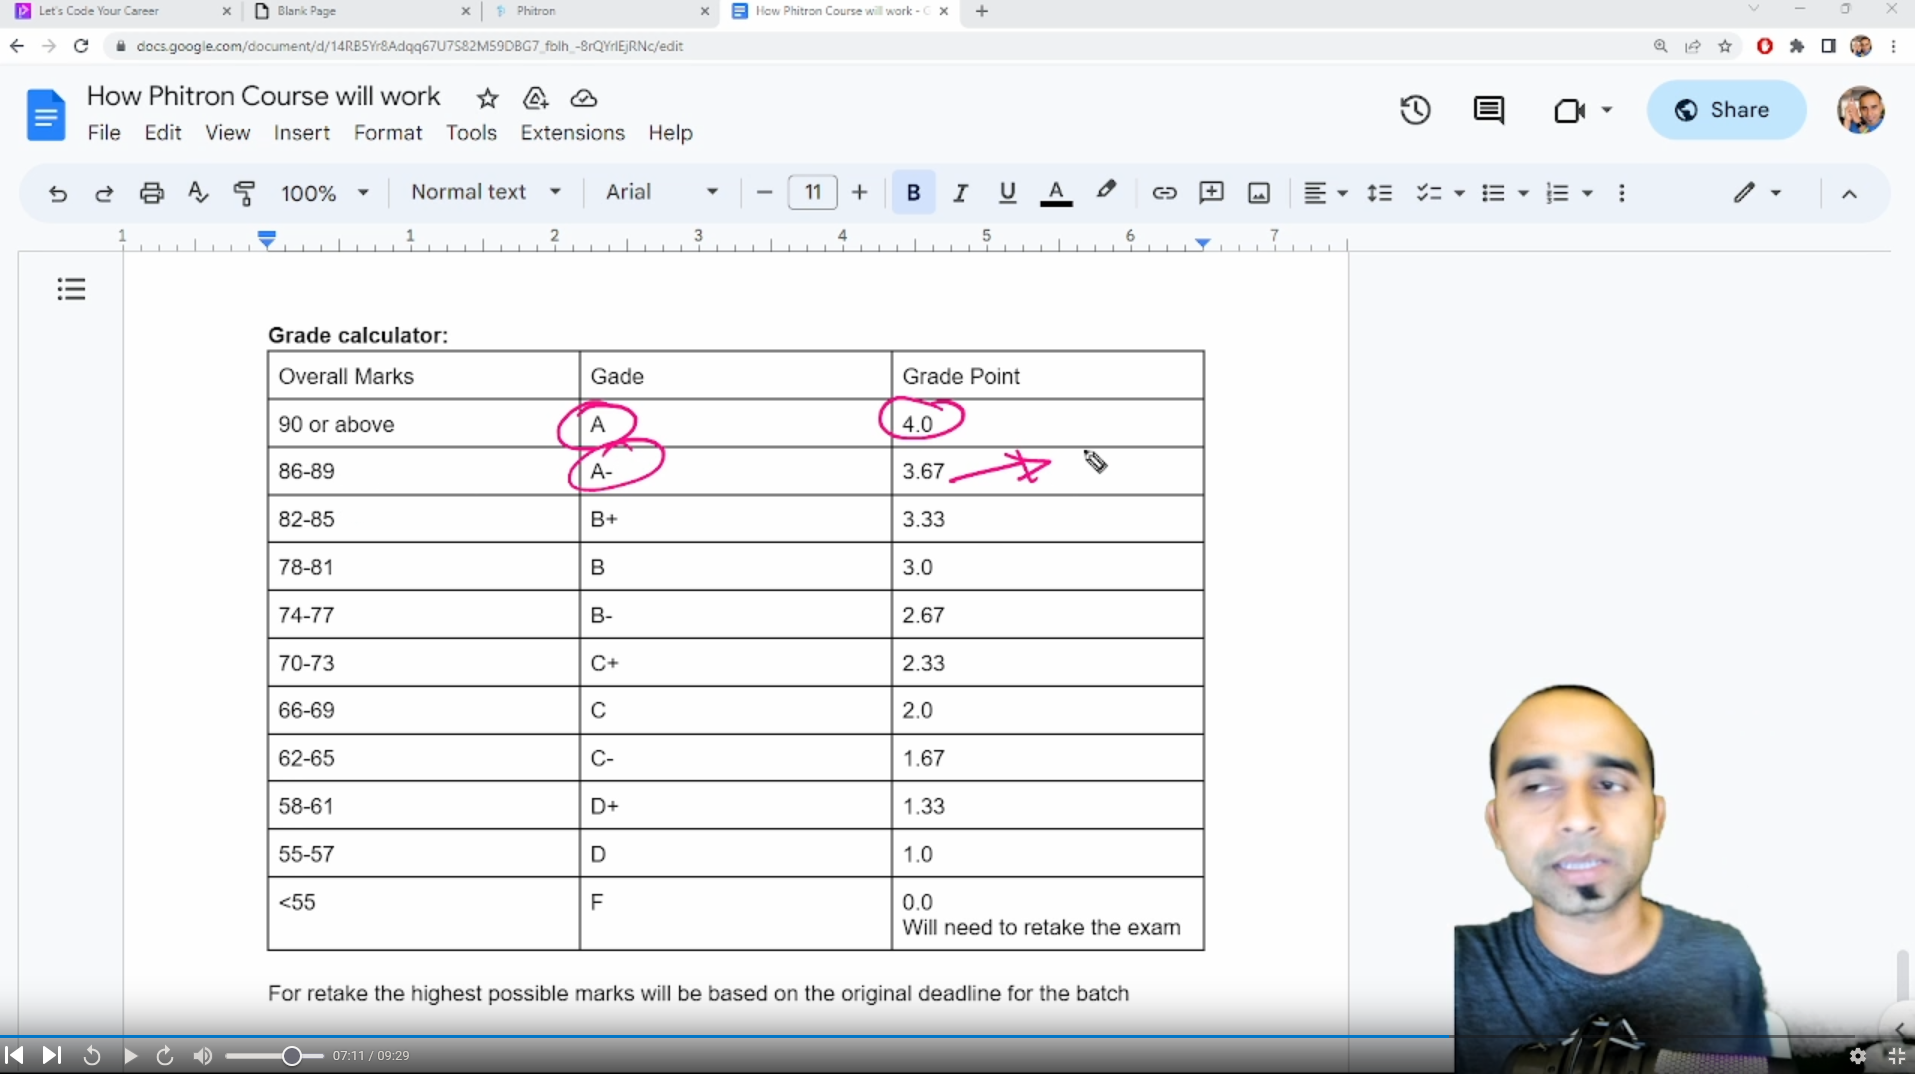 Let's Code Your Career
Blank Page
Phitron
How Phitron Course will work - G
docs.google.com/document/d/14RB5Yr8Adqq67U7S82M59DBG7_fbIh_-8rQYrlEjRNc/edit
How Phitron Course will work
File Edit View Insert Format Tools Extensions Help
Share
100% Normal text Arial 11 B I U A
1 1 2 3 4 5 6 7
Grade calculator:
Overall Marks Gade Grade Point
90 or above A 4.0
86-89 A- 3.67
82-85 B+ 3.33
78-81 B 3.0
74-77 B- 2.67
70-73 C+ 2.33
66-69 C 2.0
62-65 C- 1.67
58-61 D+ 1.33
55-57 D 1.0
<55 F 0.0
Will need to retake the exam
For retake the highest possible marks will be based on the original deadline for the batch
07:11 / 09:29